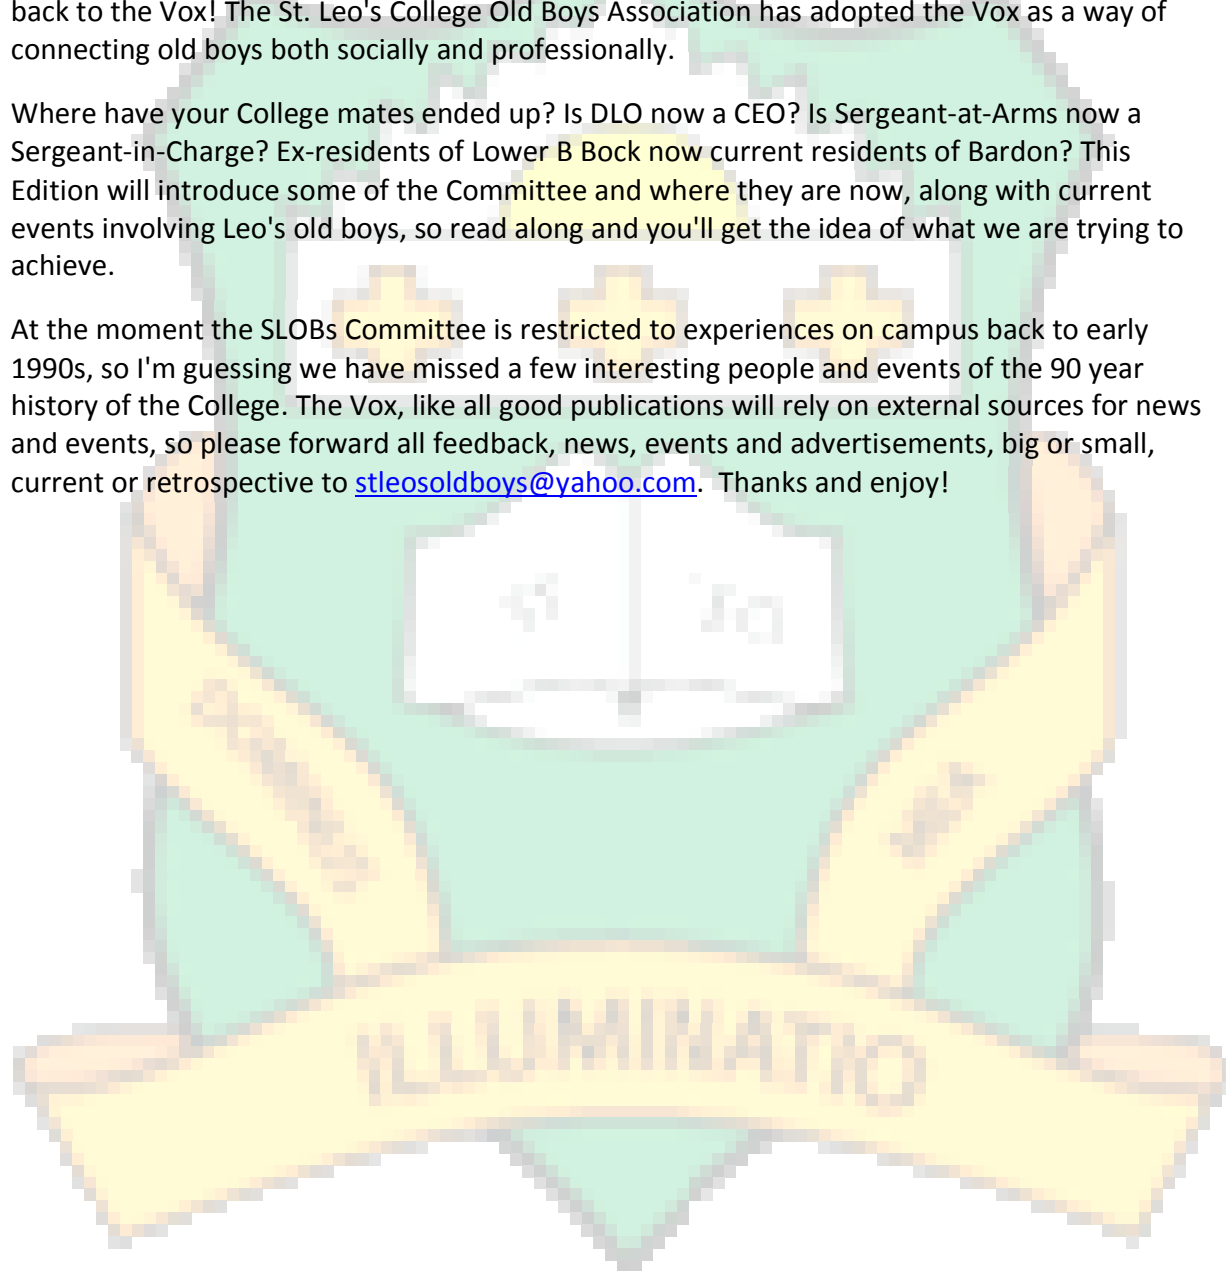 back to the Vox! The St. Leo's College Old Boys Association has adopted the Vox as a way of
connecting old boys both socially and professionally.
Where have your College mates ended up? Is DLO now a CEO? Is Sergeant-at-Arms now a
Sergeant-in-Charge? Ex-residents of Lower B Bock now current residents of Bardon? This
Edition will introduce some of the Committee and where they are now, along with current
events involving Leo's old boys, so read along and you'll get the idea of what we are trying to
achieve.
At the moment the SLOBs Committee is restricted to experiences on campus back to early
1990s, so I'm guessing we have missed a few interesting people and events of the 90 year
history of the College. The Vox, like all good publications will rely on external sources for news
and events, so please forward all feedback, news, events and advertisements, big or small,
current or retrospective to stleosoldboys@yahoo.com. Thanks and enjoy!
MEA
ILLUMINATIO